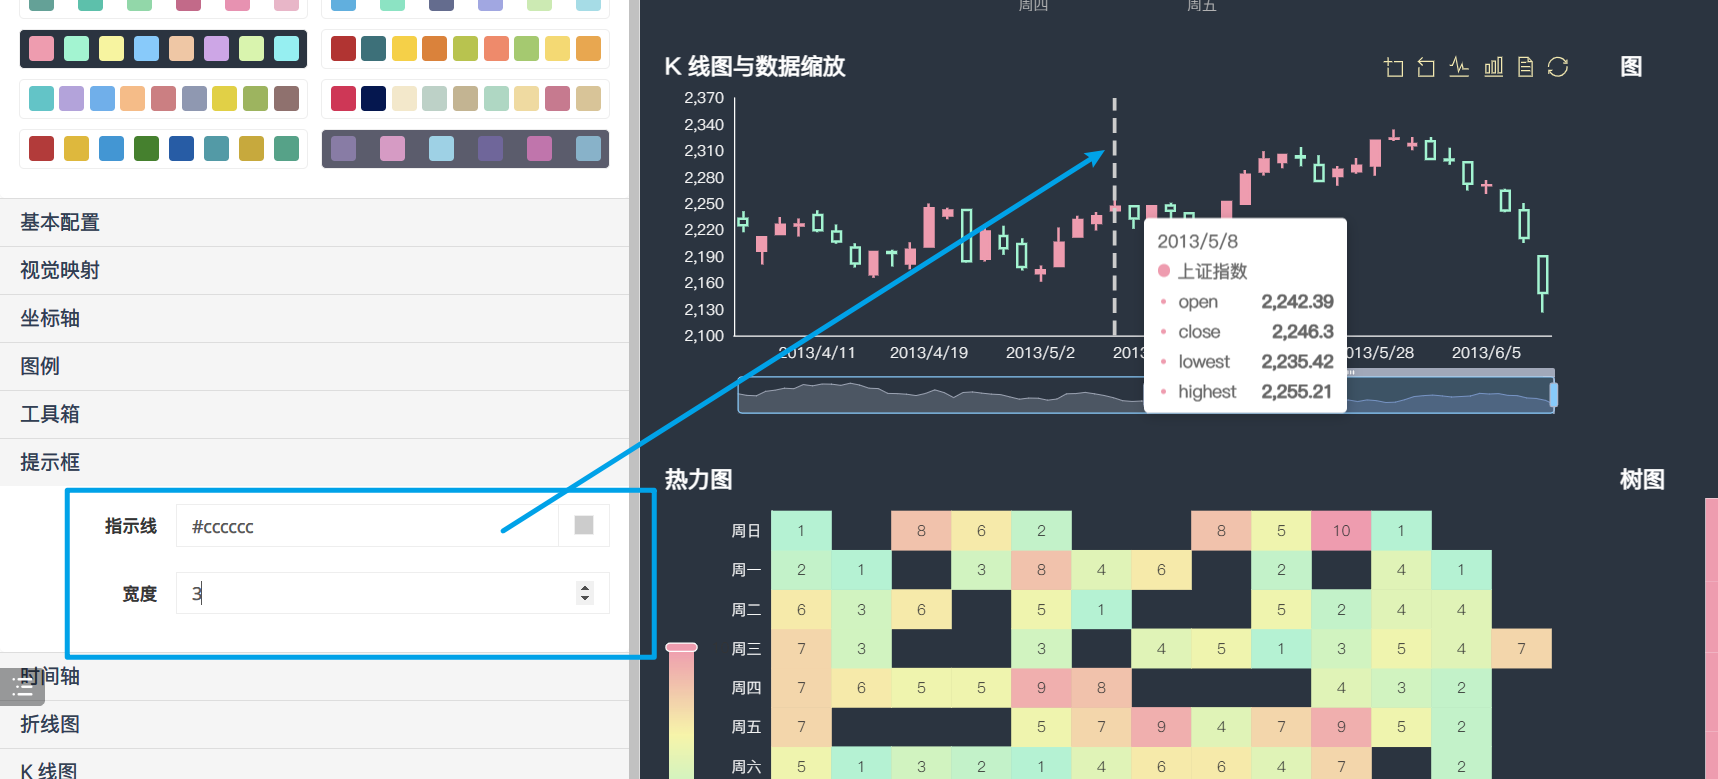 周四 周五
K 线图与数据缩放 图
2,370
2,340
2,310
2,280
2,250
2,220
2,190
2,160
2,130
2,100
2013/4/11 2013/4/19 2013/5/2 2013 013/5/28 2013/6/5
2013/5/8
上证指数
open 2,242.39
close 2,246.3
lowest 2,235.42
highest 2,255.21
基本配置
视觉映射
坐标轴
图例
工具箱
提示框
指示线 #cccccc
宽度 3
时间轴
折线图
K 线图
热力图 树图
周日 1 8 6 2 8 5 10 1
周一 2 1 3 8 4 6 2 4 1
周二 6 3 6 5 1 5 2 4 4
周三 7 3 3 4 5 1 3 5 4 7
周四 7 6 5 5 9 8 4 3 2
周五 7 5 7 9 4 7 9 5 2
周六 5 1 3 2 1 4 6 6 4 7 2